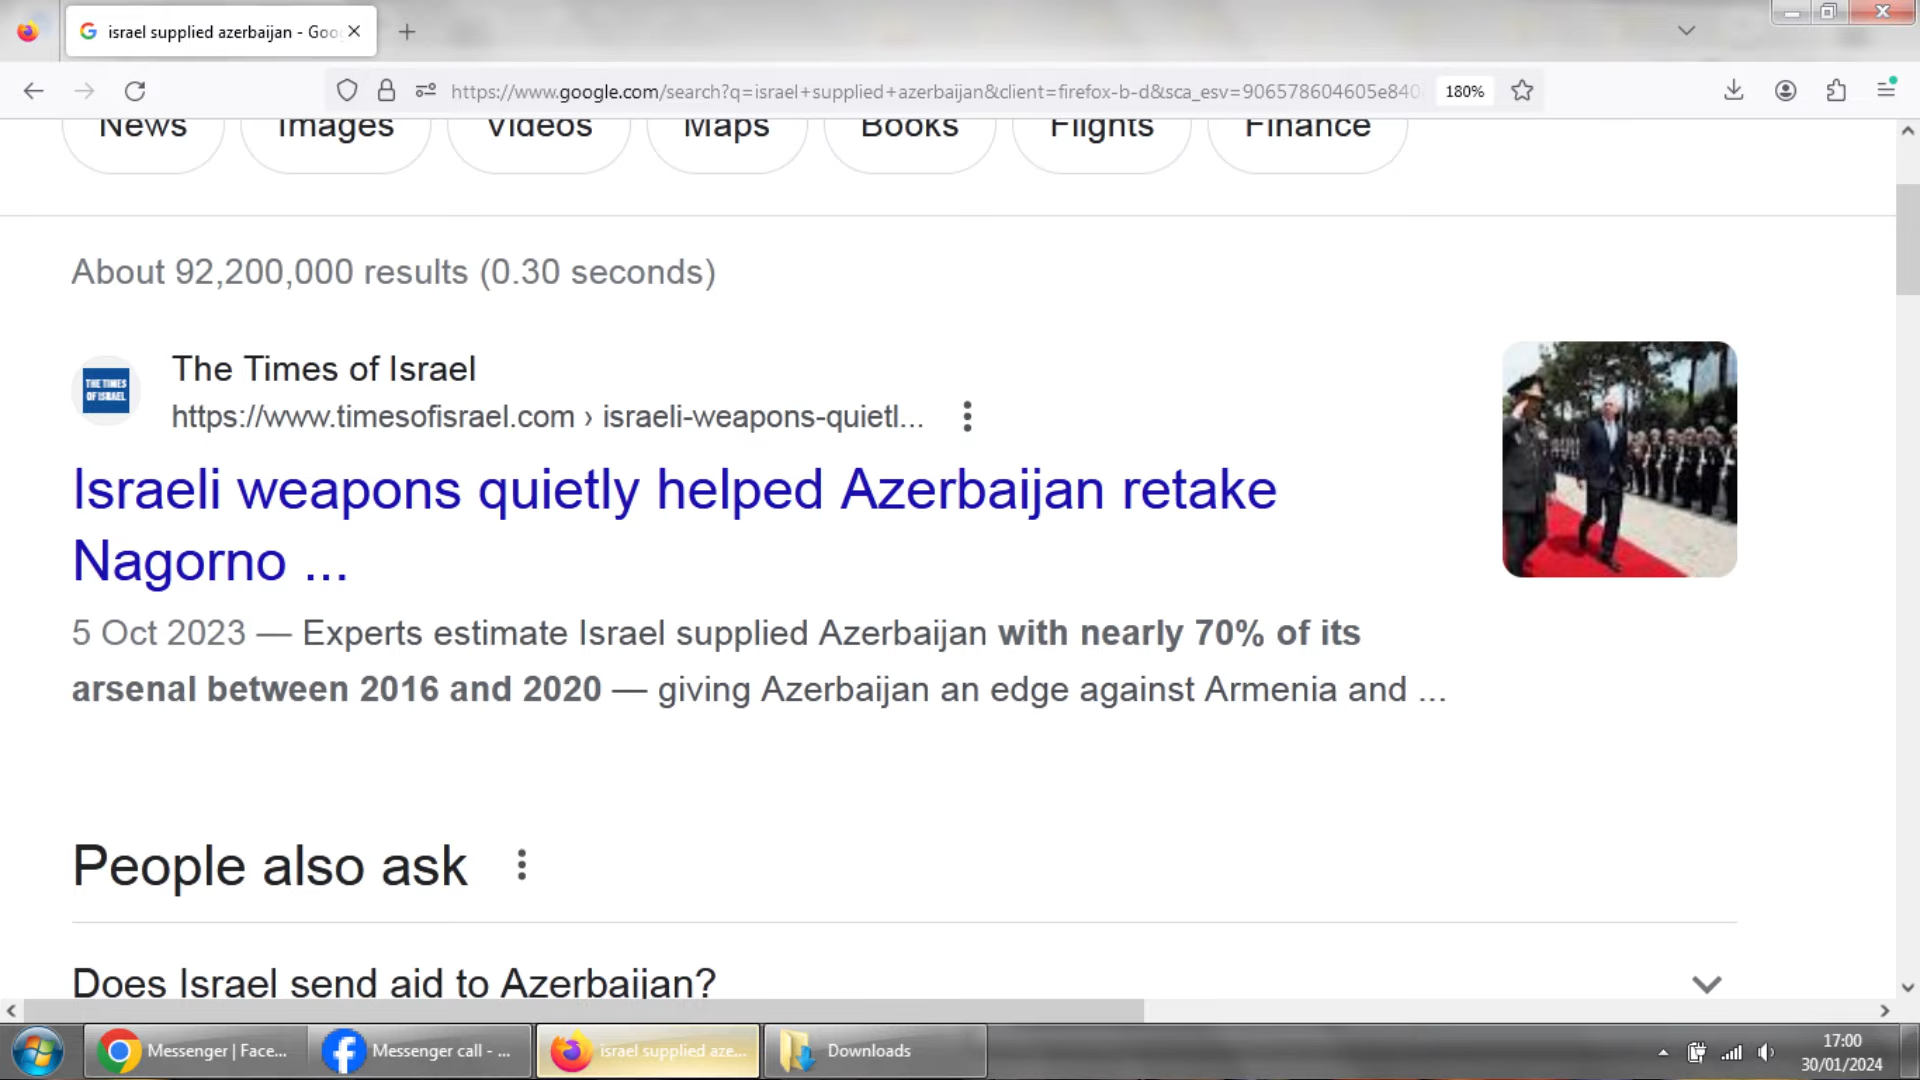 israel supplied azerbaijan - Goo
https://www.google.com/search?q=israel+supplied+azerbaijan&client=firefox-b-d&sca_esv=906578604605e840
180%
News
Images
Videos
Maps
Books
Flights
Finance
About 92,200,000 results (0.30 seconds)
THE TIMES
OF ISRAEL
The Times of Israel
https://www.timesofisrael.com › israeli-weapons-quietl...
Israeli weapons quietly helped Azerbaijan retake
Nagorno ...
5 Oct 2023 — Experts estimate Israel supplied Azerbaijan with nearly 70% of its
arsenal between 2016 and 2020 — giving Azerbaijan an edge against Armenia and ...
People also ask
Does Israel send aid to Azerbaijan?
Messenger | Face...
Messenger call - ...
israel supplied aze...
Downloads
17:00
30/01/2024